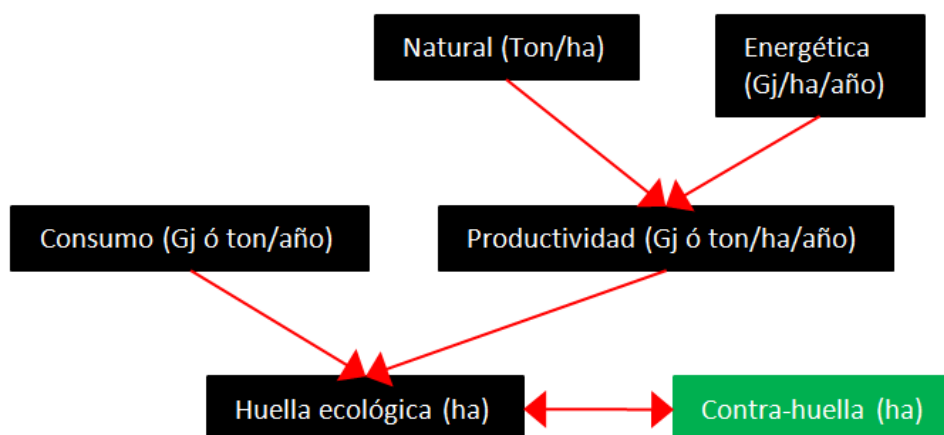 Natural (Ton/ha)
Energética
(Gj/ha/año)
Consumo (Gj ó ton/año)
Productividad (Gj ó ton/ha/año)
Huella ecológica (ha)
Contra-huella (ha)